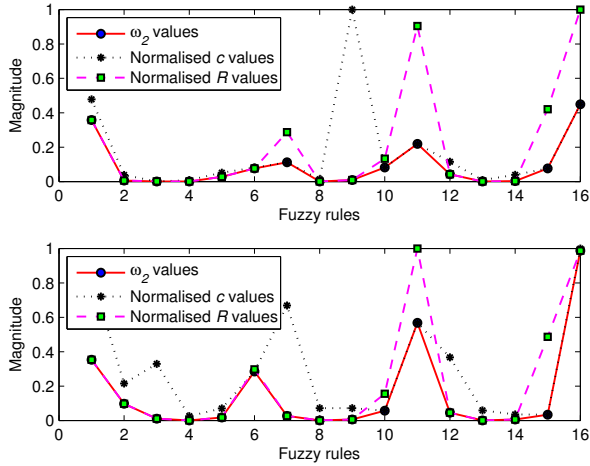 1
0.8
0.6
0.4
0.2
0
Magnitude
ω2 values
Normalised c values
Normalised R values
0 2 4 6 8 10 12 14 16
Fuzzy rules
1
0.8
0.6
0.4
0.2
0
Magnitude
ω2 values
Normalised c values
Normalised R values
0 2 4 6 8 10 12 14 16
Fuzzy rules